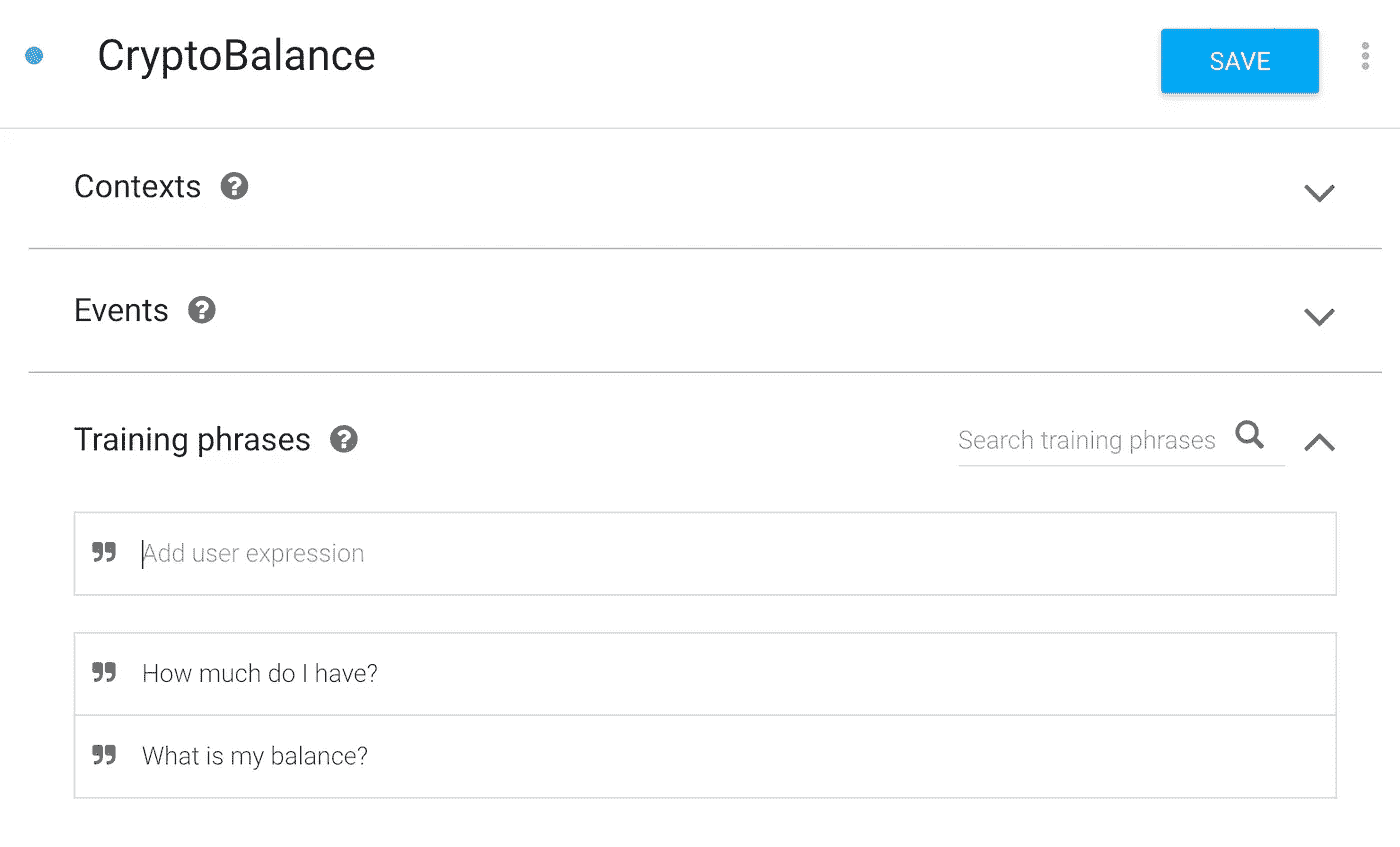 CryptoBalance
SAVE
Contexts ?
Events ?
Training phrases ?
Search training phrases
Add user expression
How much do I have?
What is my balance?